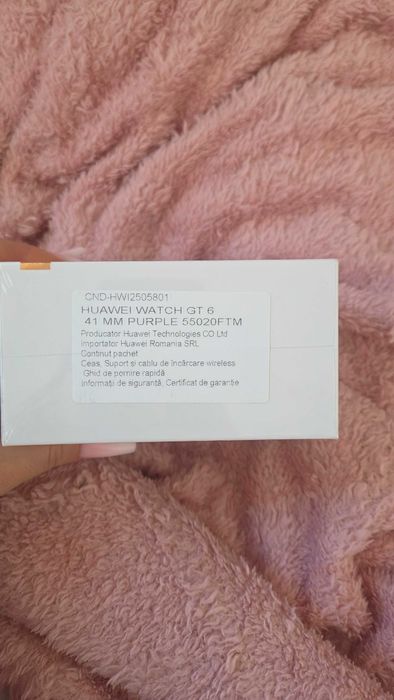 CND-HWI2505801
HUAWEI WATCH GT 6
41 MM PURPLE 55020FTM
Producator Huawei Technologies CO Ltd
Importator Huawei Romania SRL
Continut pachet
Ceas, Suport si cablu de încărcare wireless
Ghid de pornire rapidă
Informații de siguranță, Certificat de garanție